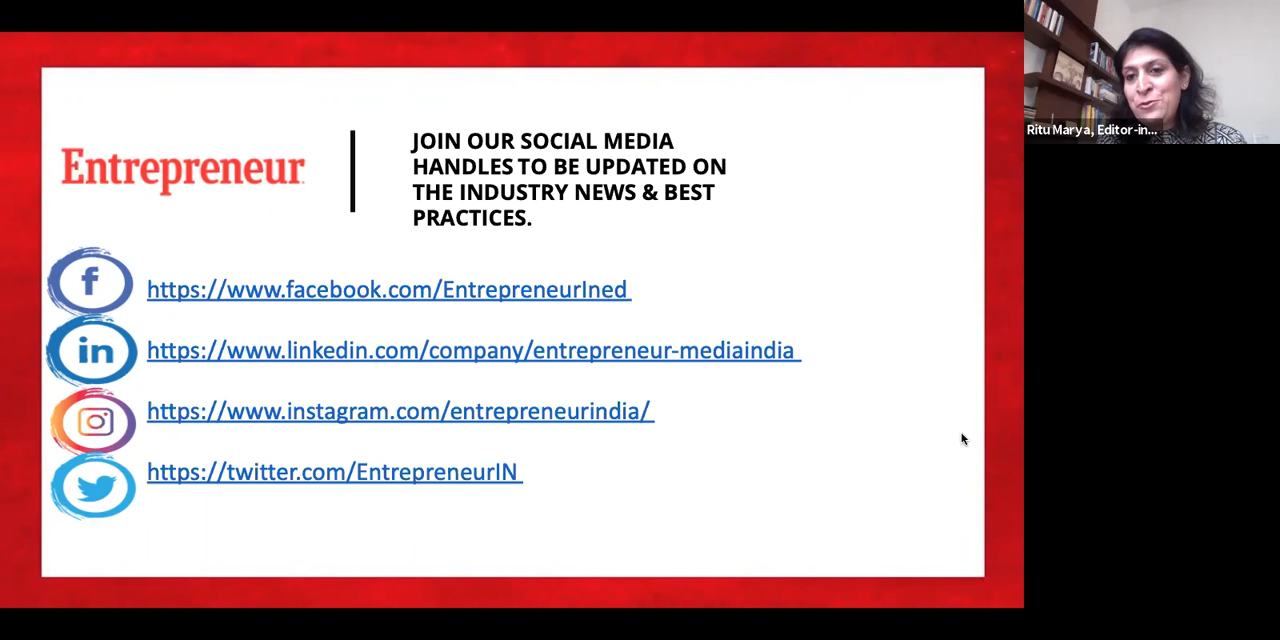 Entrepreneur
JOIN OUR SOCIAL MEDIA
HANDLES TO BE UPDATED ON
THE INDUSTRY NEWS & BEST
PRACTICES.
f
https://www.facebook.com/EntrepreneurIned
in
https://www.linkedin.com/company/entrepreneur-mediaindia
https://www.instagram.com/entrepreneurindia/
https://twitter.com/EntrepreneurIN
Ritu Marya, Editor-in...